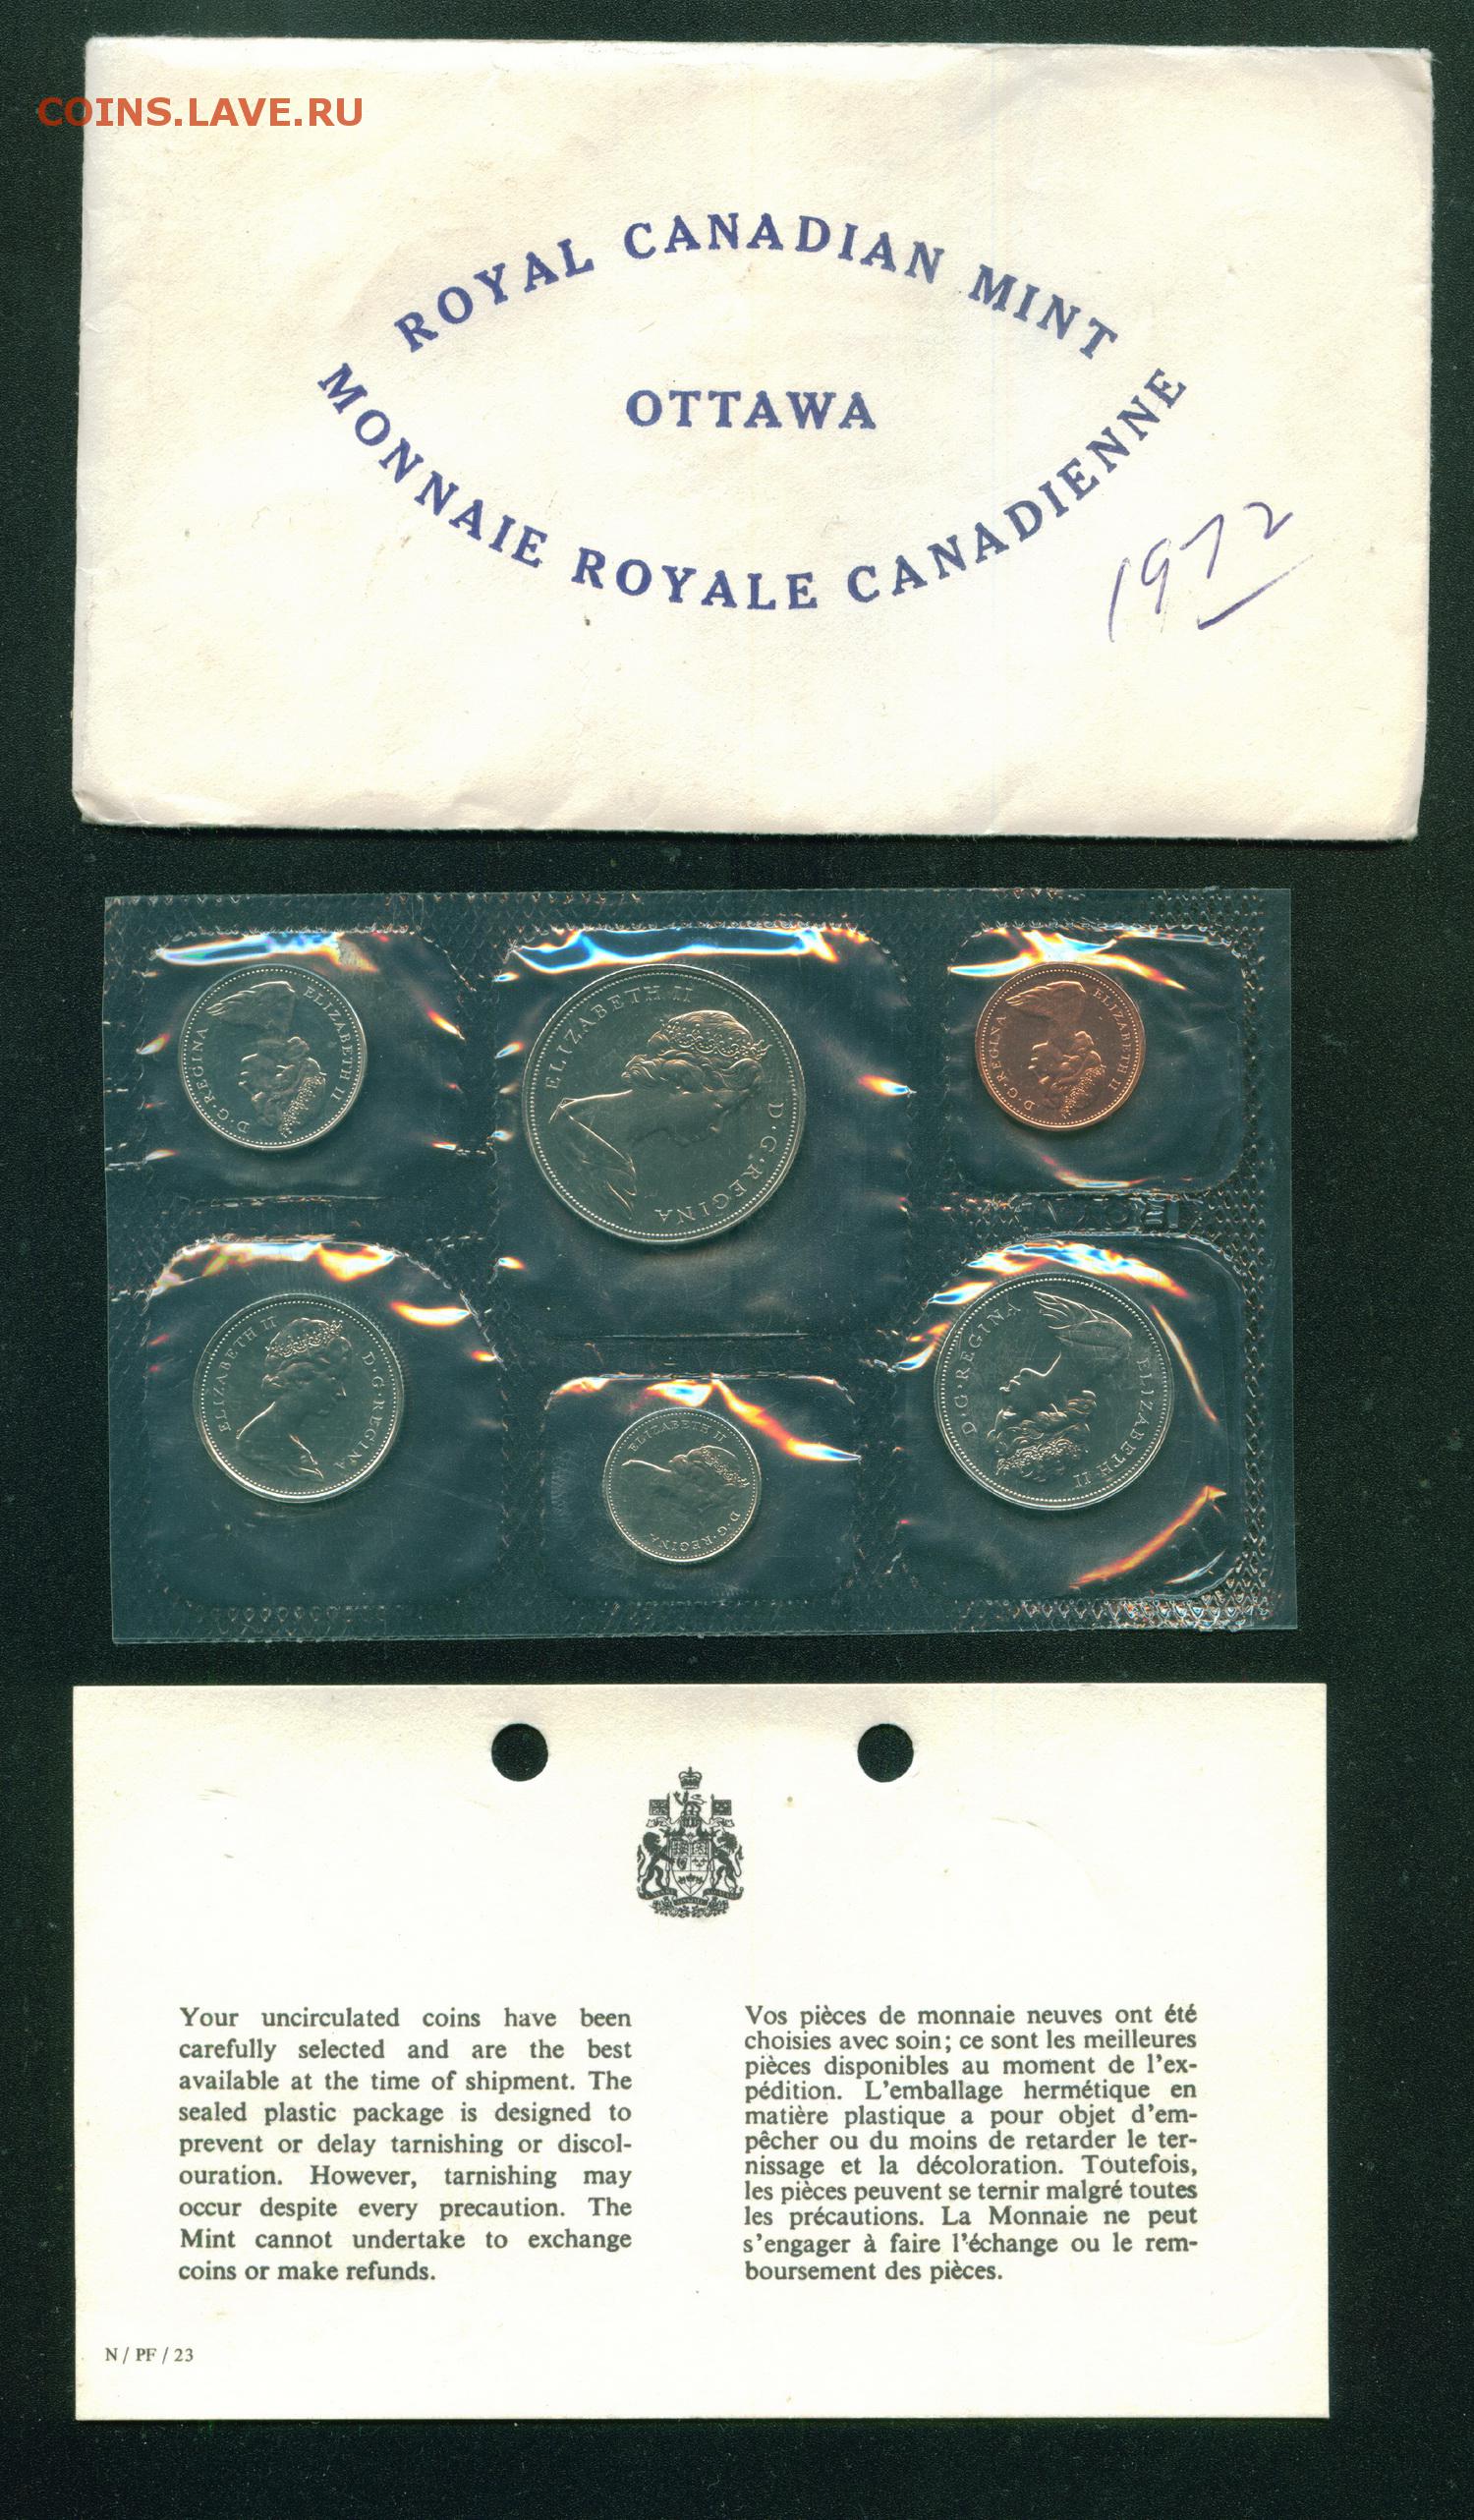 COINS.LAVE.RU
ROYAL CANADIAN MINT
OTTAWA
MONNAIE ROYALE CANADIENNE
1972
ELIZABETH II D·G·REGINA
ELIZABETH II D·G·REGINA
ELIZABETH II D·G·REGINA
ELIZABETH II D·G·REGINA
ELIZABETH II D·G·REGINA
ELIZABETH II D·G·REGINA
Your uncirculated coins have been
carefully selected and are the best
available at the time of shipment. The
sealed plastic package is designed to
prevent or delay tarnishing or discol-
ouration. However, tarnishing may
occur despite every precaution. The
Mint cannot undertake to exchange
coins or make refunds.
Vos pièces de monnaie neuves ont été
choisies avec soin; ce sont les meilleures
pièces disponibles au moment de l'ex-
pédition. L'emballage hermétique en
matière plastique a pour objet d'em-
pêcher ou du moins de retarder le ter-
nissage et la décoloration. Toutefois,
les pièces peuvent se ternir malgré toutes
les précautions. La Monnaie ne peut
s'engager à faire l'échange ou le rem-
boursement des pièces.
N / PF / 23